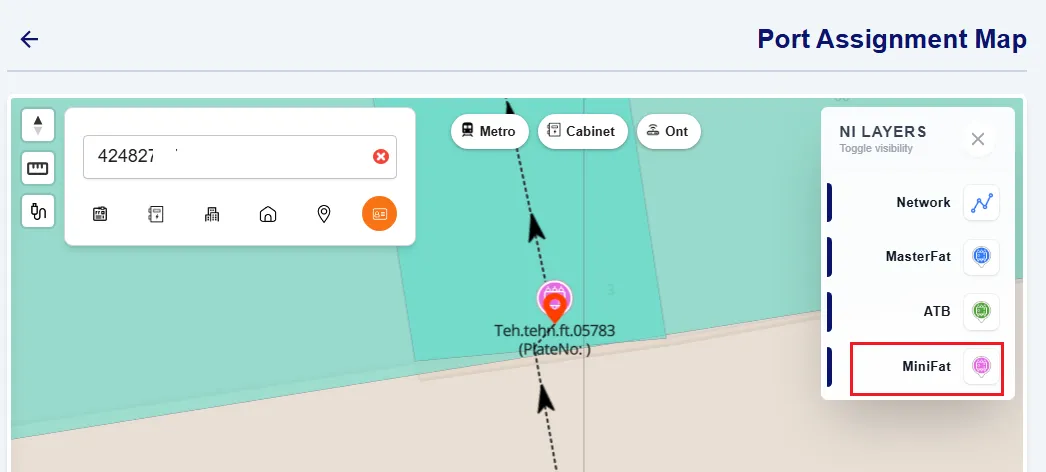 Port Assignment Map
424827
Metro
Cabinet
Ont
NI LAYERS
Toggle visibility
Network
MasterFat
ATB
MiniFat
3
Teh.tehn.ft.05783
(PlateNo: )